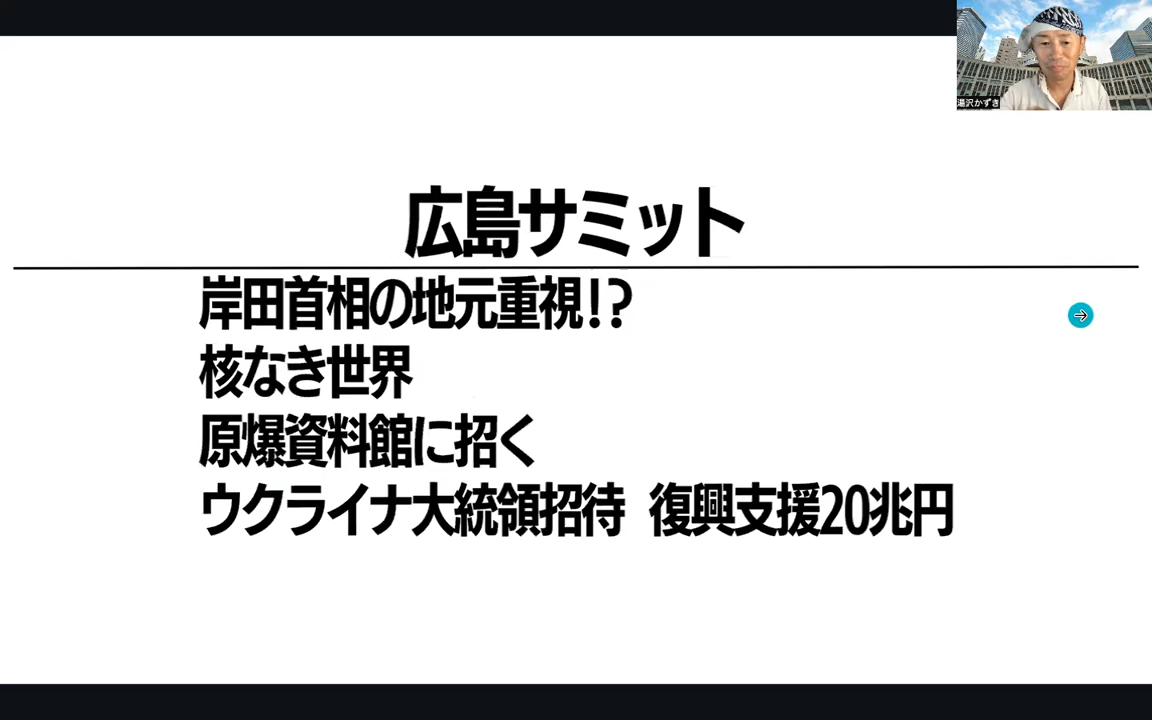 湯沢かずき
広島サミット
岸田首相の地元重視!?
核なき世界
原爆資料館に招く
ウクライナ大統領招待 復興支援20兆円